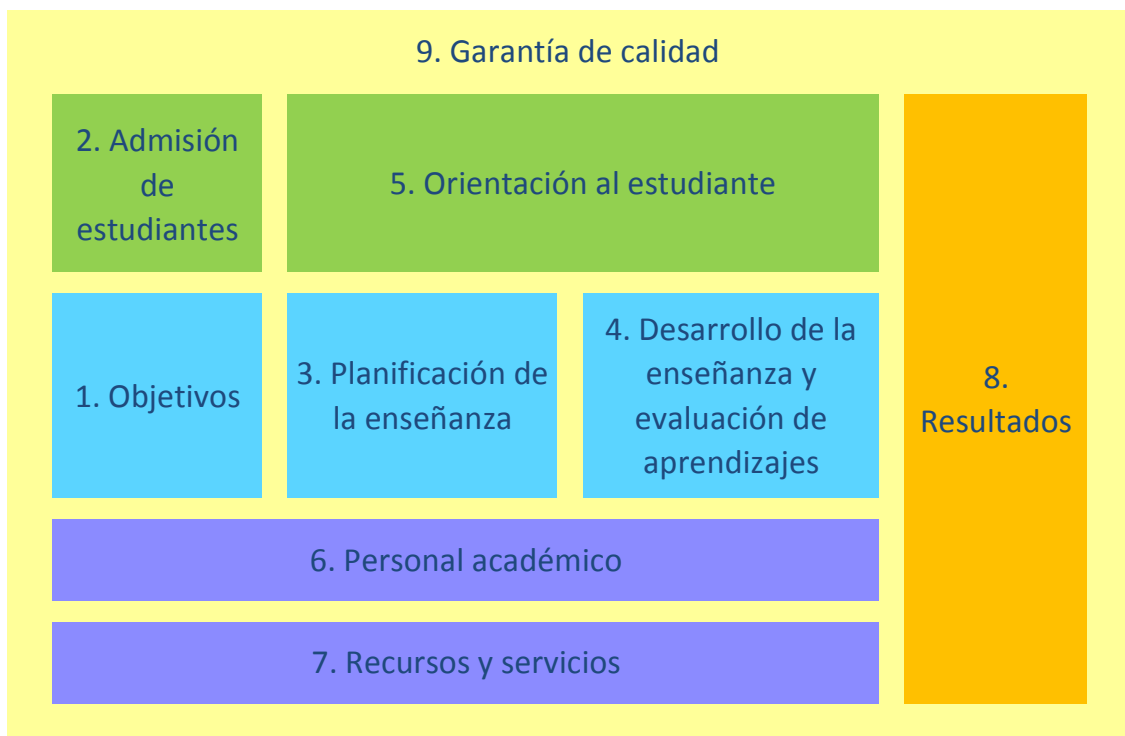 9. Garantía de calidad
2. Admisión
de
estudiantes
5. Orientación al estudiante
1. Objetivos
3. Planificación de
la enseñanza
4. Desarrollo de la
enseñanza y
evaluación de
aprendizajes
8.
Resultados
6. Personal académico
7. Recursos y servicios